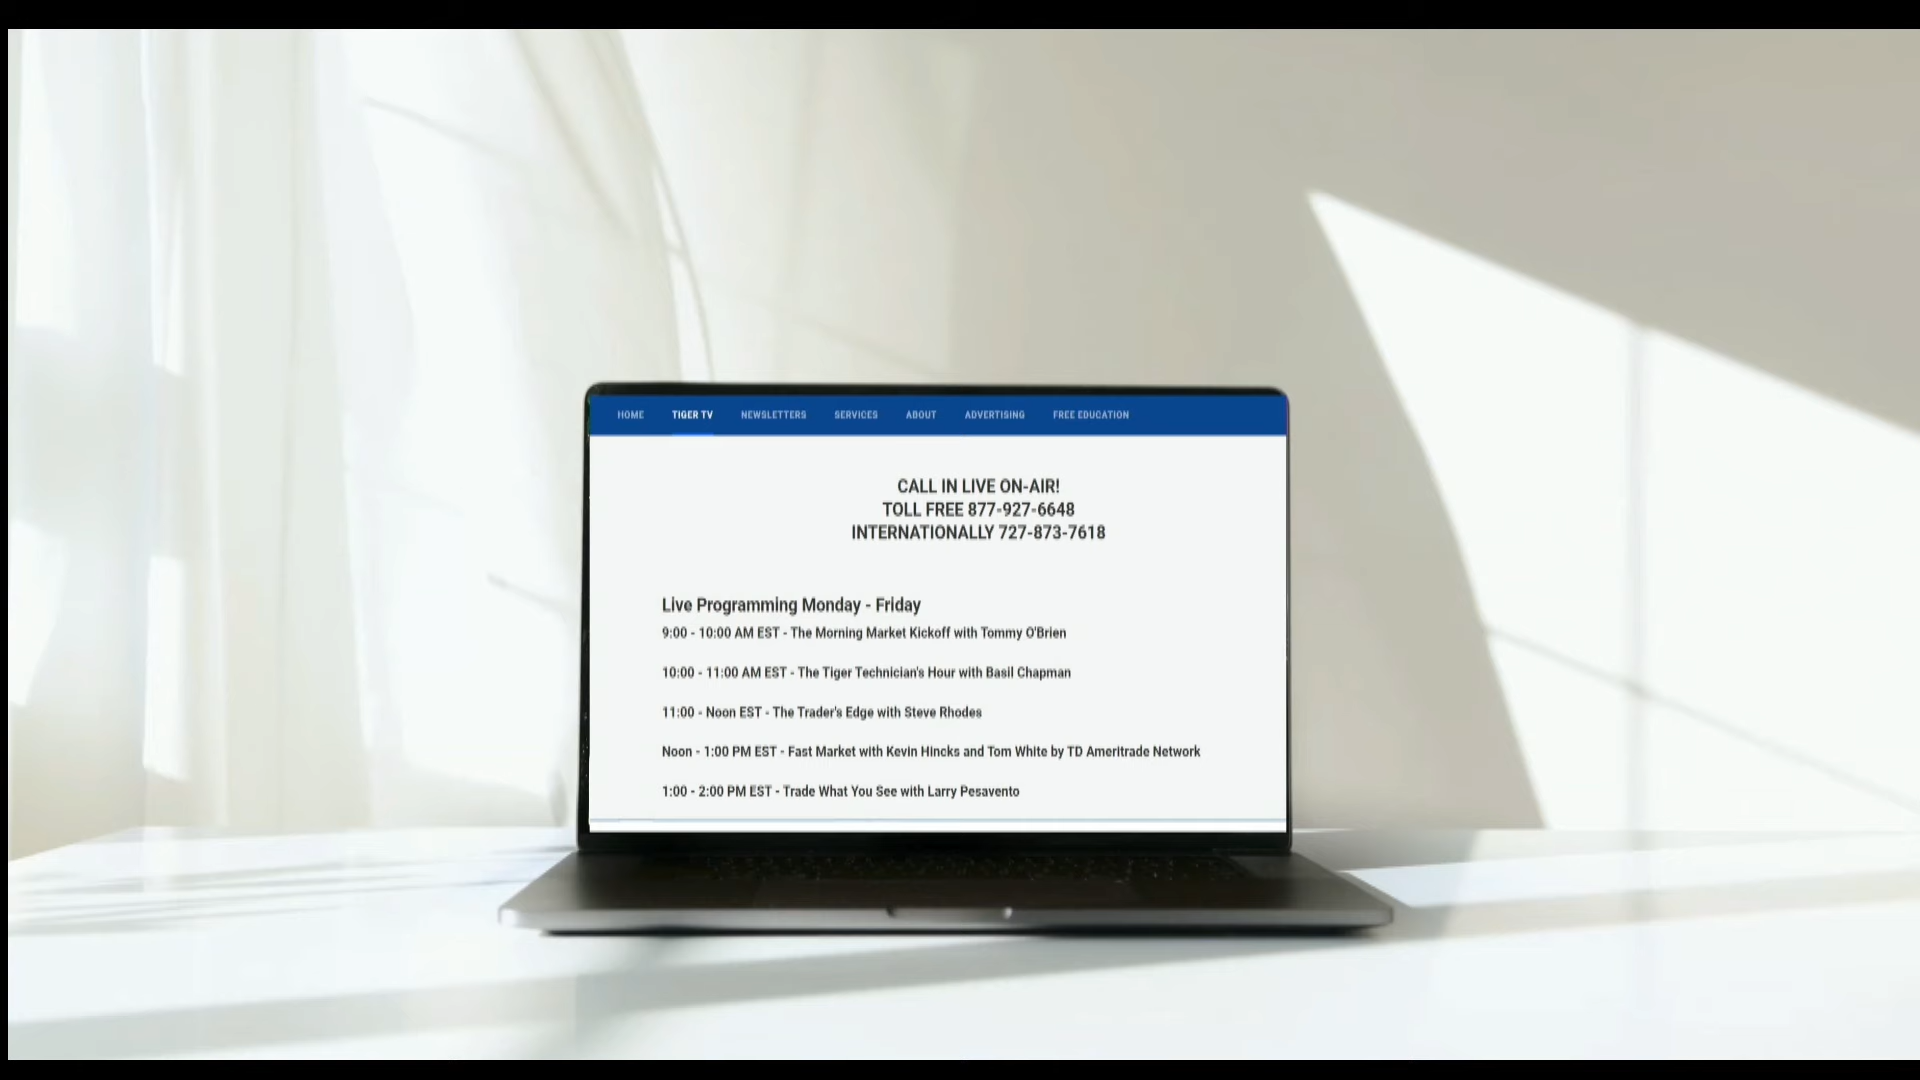 HOME TIGER TV NEWSLETTERS SERVICES ABOUT ADVERTISING FREE EDUCATION
CALL IN LIVE ON-AIR!
TOLL FREE 877-927-6648
INTERNATIONALLY 727-873-7618
Live Programming Monday - Friday
9:00 - 10:00 AM EST - The Morning Market Kickoff with Tommy O'Brien
10:00 - 11:00 AM EST - The Tiger Technician's Hour with Basil Chapman
11:00 - Noon EST - The Trader's Edge with Steve Rhodes
Noon - 1:00 PM EST - Fast Market with Kevin Hincks and Tom White by TD Ameritrade Network
1:00 - 2:00 PM EST - Trade What You See with Larry Pesavento